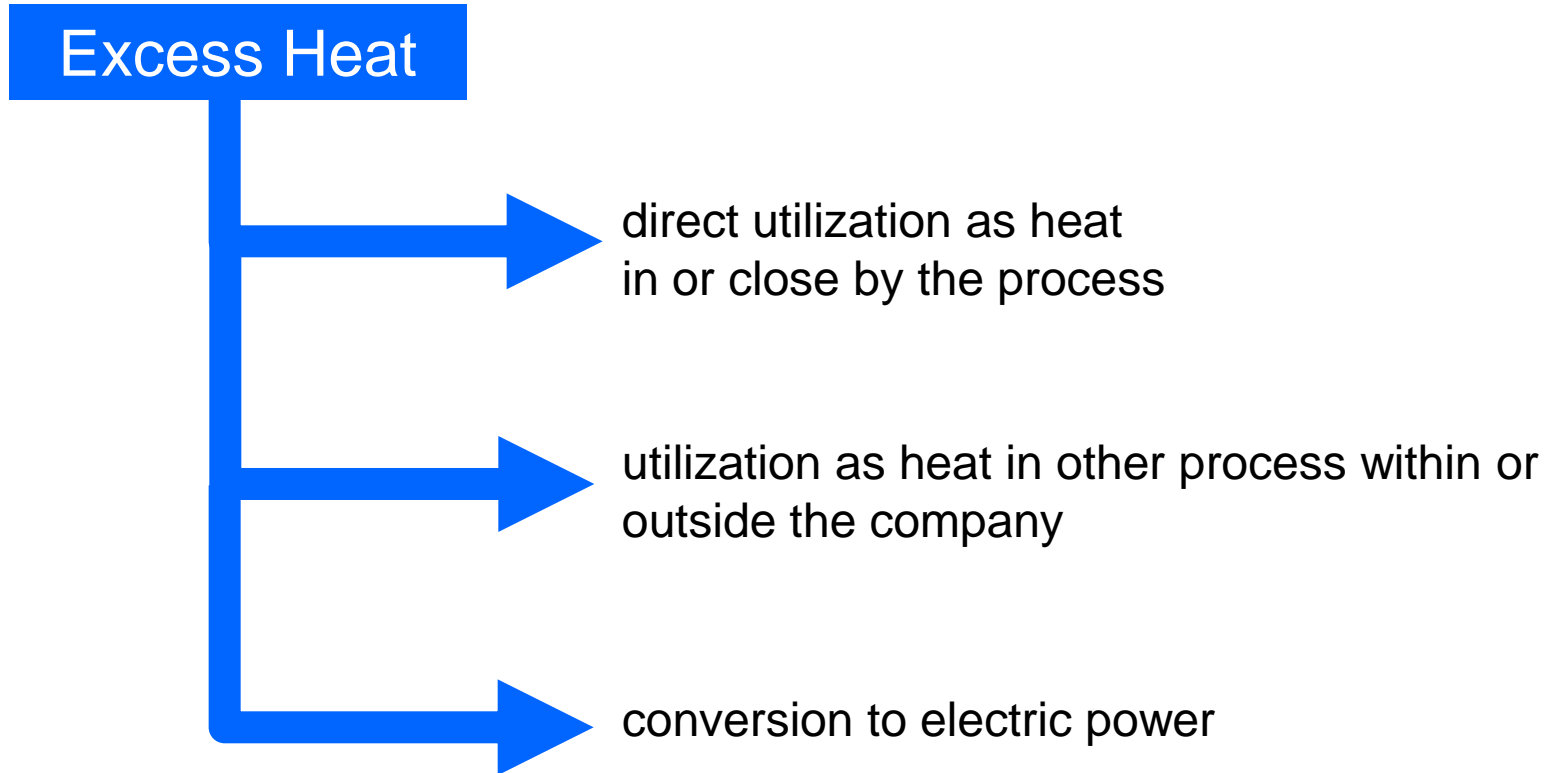 Excess Heat
direct utilization as heat
in or close by the process
utilization as heat in other process within or
outside the company
conversion to electric power